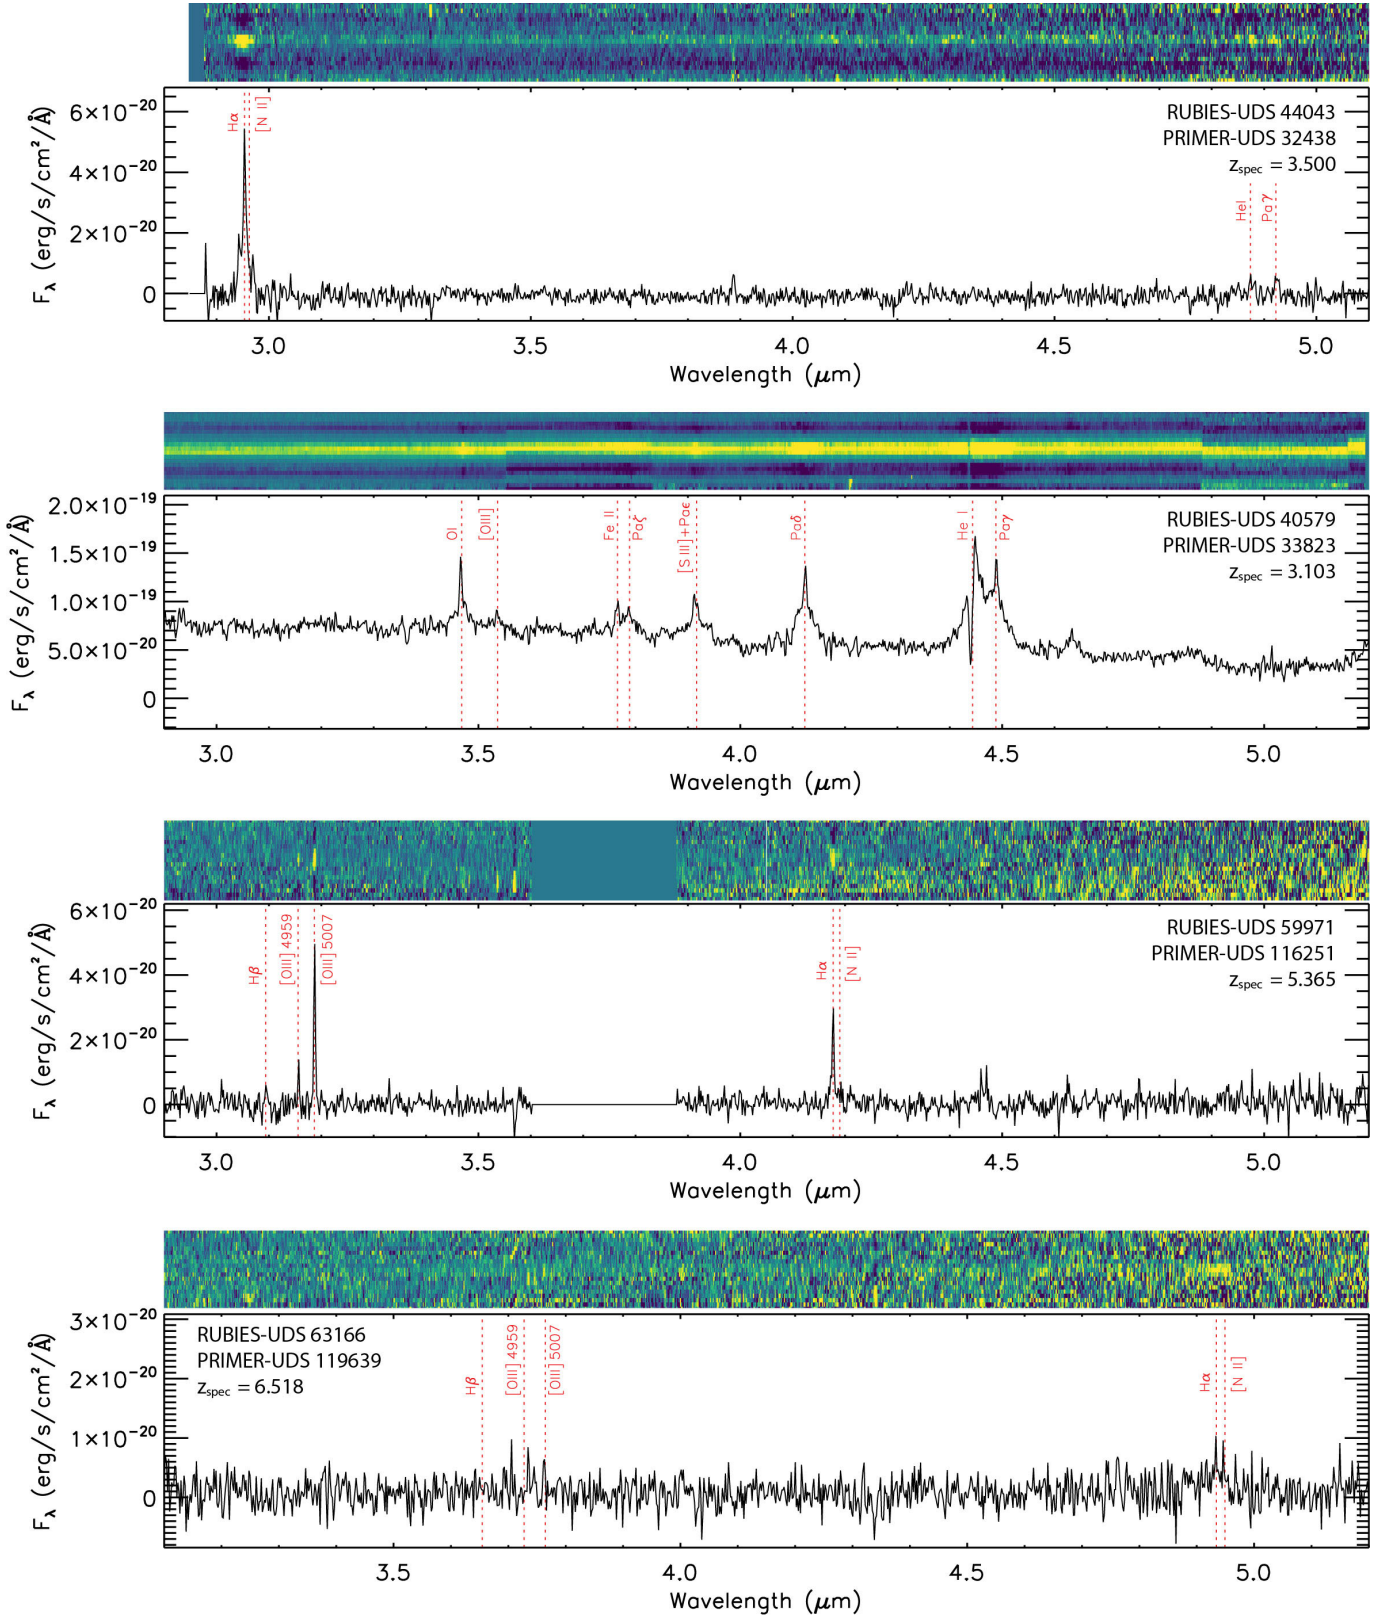 6×10⁻²⁰
4×10⁻²⁰
2×10⁻²⁰
0
F_λ (erg/s/cm²/Å)
Hα
[N II]
RUBIES-UDS 44043
PRIMER-UDS 32438
z_spec = 3.500
HeI
Paγ
3.0 3.5 4.0 4.5 5.0
Wavelength (μm)
2.0×10⁻¹⁹
1.5×10⁻¹⁹
1.0×10⁻¹⁹
5.0×10⁻²⁰
0
F_λ (erg/s/cm²/Å)
OI
[OIII]
Fe II
Paζ
[S III]+Paε
Paδ
He I
Paγ
RUBIES-UDS 40579
PRIMER-UDS 33823
z_spec = 3.103
3.0 3.5 4.0 4.5 5.0
Wavelength (μm)
6×10⁻²⁰
4×10⁻²⁰
2×10⁻²⁰
0
F_λ (erg/s/cm²/Å)
Hβ
[OIII] 4959
[OIII] 5007
Hα
[N II]
RUBIES-UDS 59971
PRIMER-UDS 116251
z_spec = 5.365
3.0 3.5 4.0 4.5 5.0
Wavelength (μm)
3×10⁻²⁰
2×10⁻²⁰
1×10⁻²⁰
0
F_λ (erg/s/cm²/Å)
RUBIES-UDS 63166
PRIMER-UDS 119639
z_spec = 6.518
Hβ
[OIII] 4959
[OIII] 5007
Hα
[N II]
3.5 4.0 4.5 5.0
Wavelength (μm)